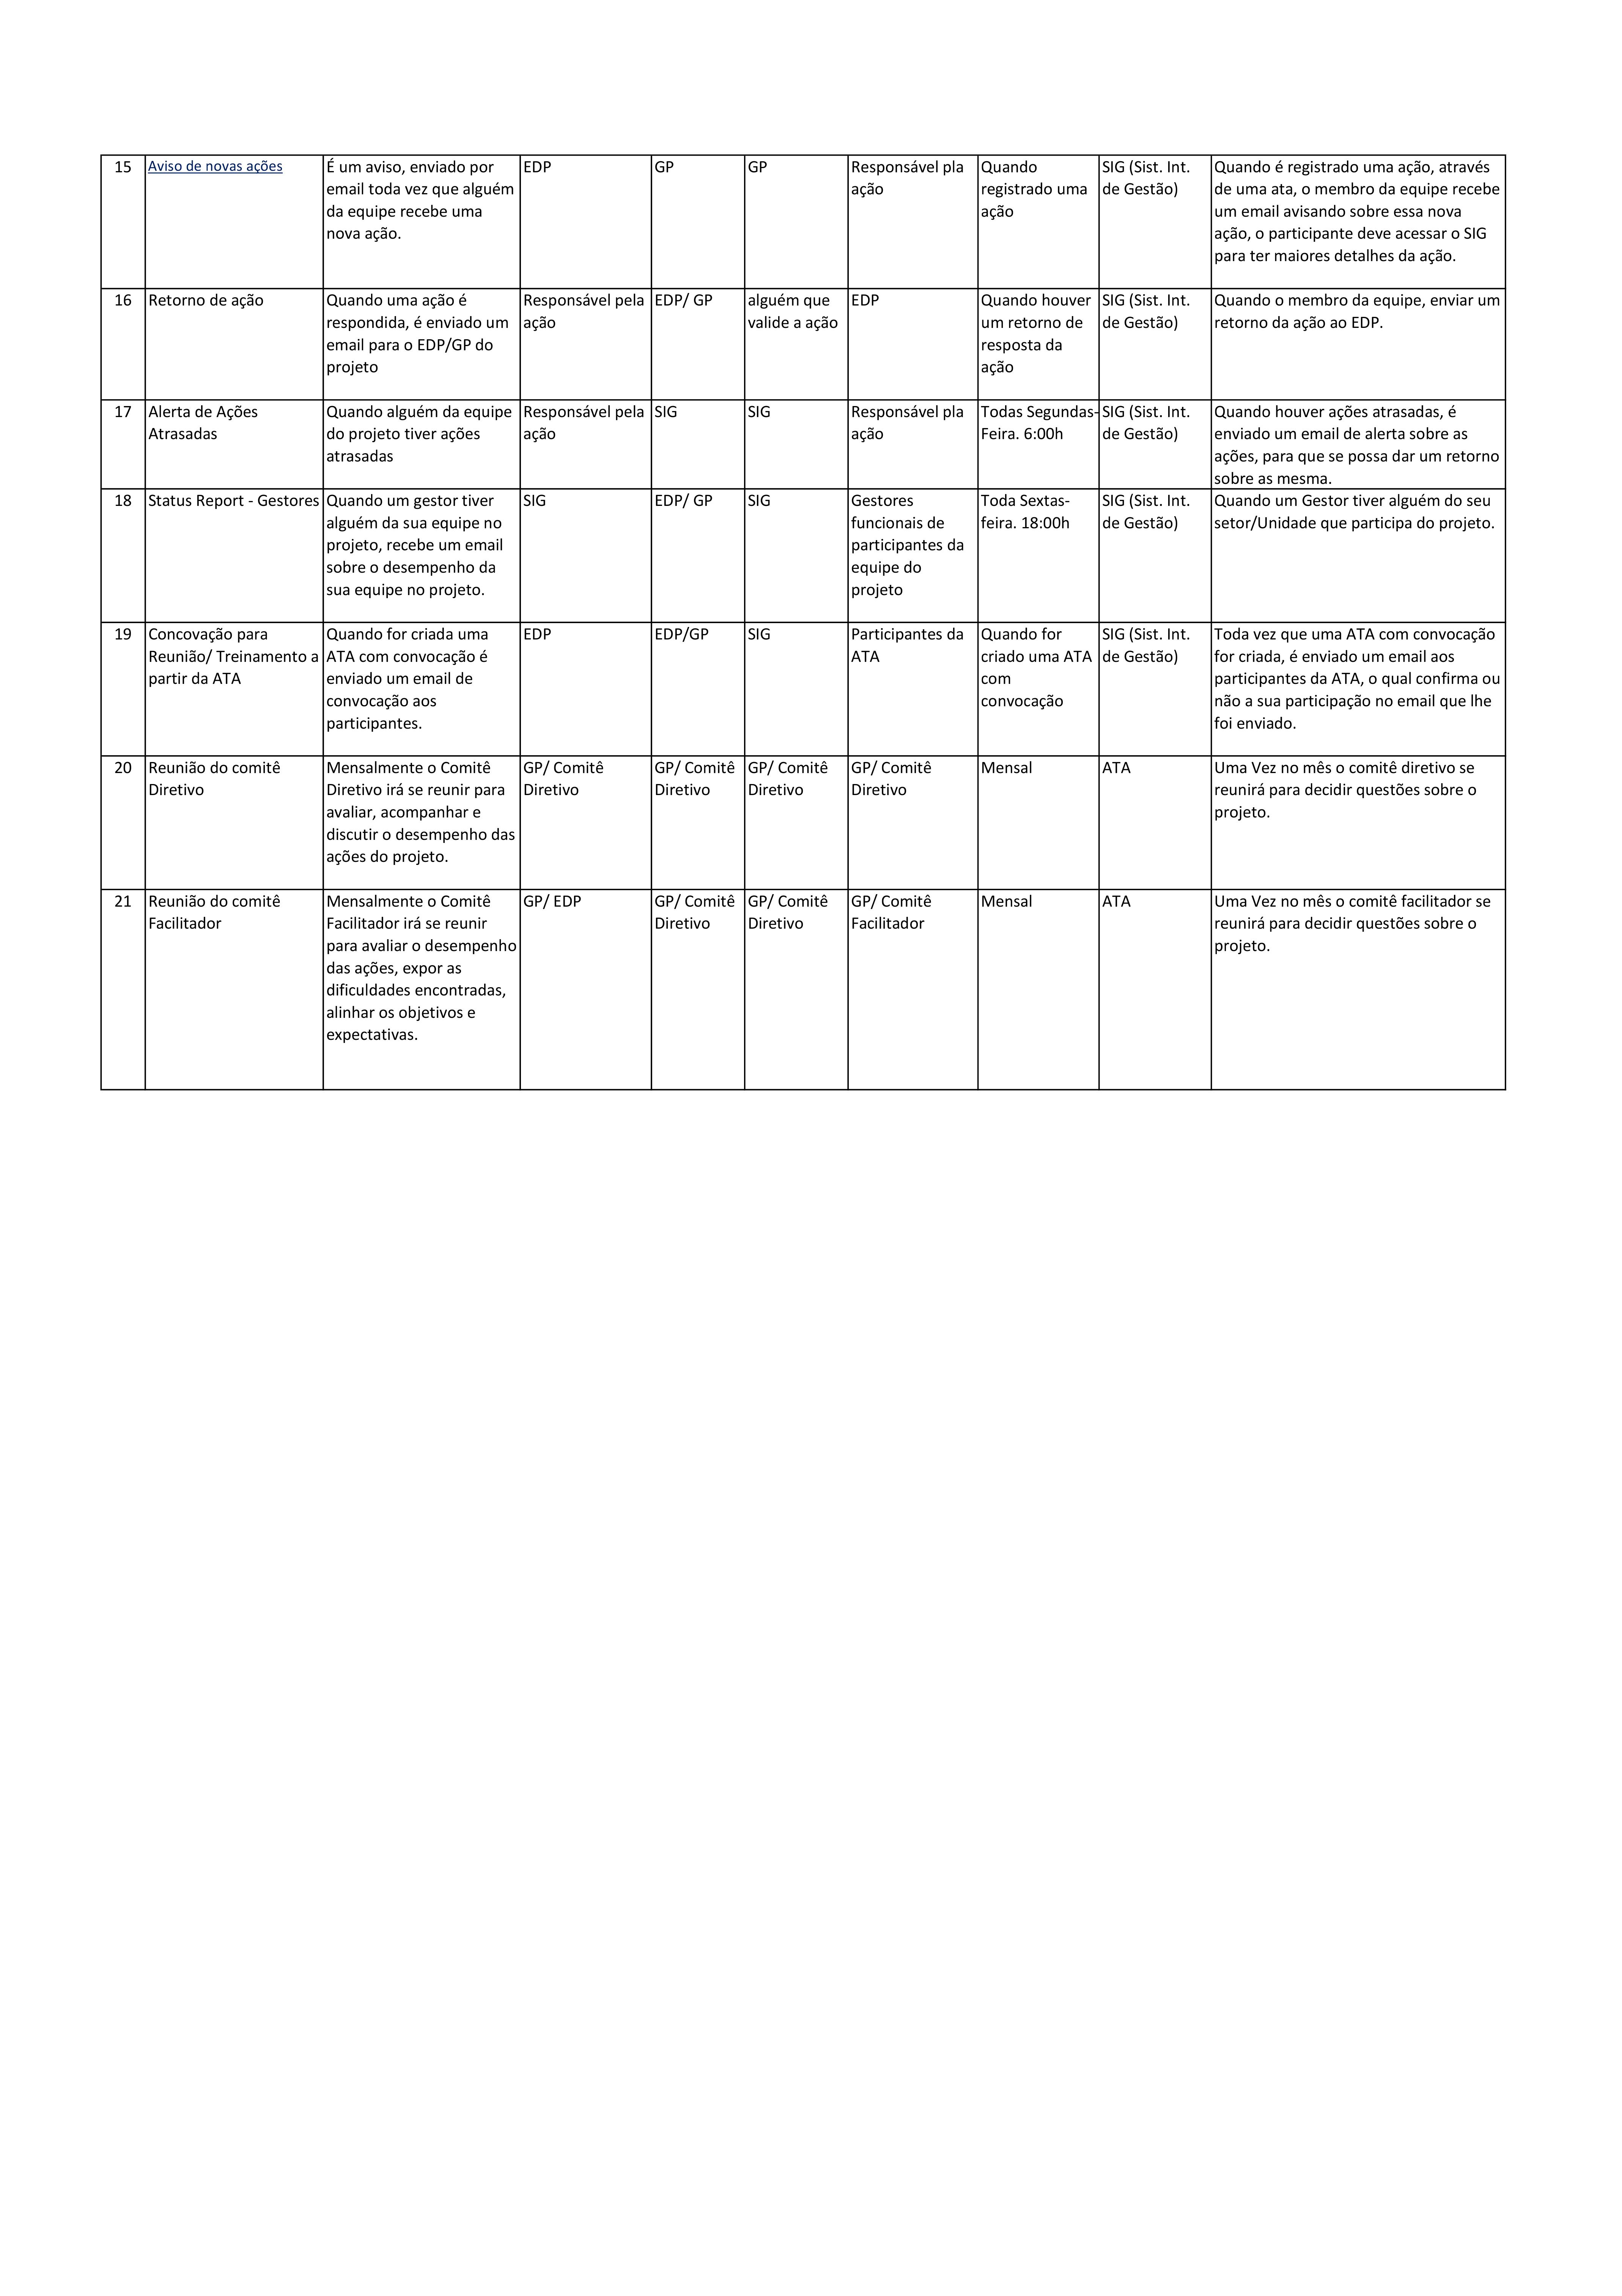 15
Aviso de novas ações
É um aviso, enviado por
email toda vez que alguém
da equipe recebe uma
nova ação.
EDP
GP
GP
Responsável pla
ação
Quando
registrado uma
ação
SIG (Sist. Int.
de Gestão)
Quando é registrado uma ação, através
de uma ata, o membro da equipe recebe
um email avisando sobre essa nova
ação, o participante deve acessar o SIG
para ter maiores detalhes da ação.
16
Retorno de ação
Quando uma ação é
respondida, é enviado um
email para o EDP/GP do
projeto
Responsável pela
ação
EDP/ GP
alguém que
valide a ação
EDP
Quando houver
um retorno de
resposta da
ação
SIG (Sist. Int.
de Gestão)
Quando o membro da equipe, enviar um
retorno da ação ao EDP.
17
Alerta de Ações
Atrasadas
Quando alguém da equipe
do projeto tiver ações
atrasadas
Responsável pela
ação
SIG
SIG
Responsável pla
ação
Todas Segundas-
Feira. 6:00h
SIG (Sist. Int.
de Gestão)
Quando houver ações atrasadas, é
enviado um email de alerta sobre as
ações, para que se possa dar um retorno
sobre as mesma.
18
Status Report - Gestores
Quando um gestor tiver
alguém da sua equipe no
projeto, recebe um email
sobre o desempenho da
sua equipe no projeto.
SIG
EDP/ GP
SIG
Gestores
funcionais de
participantes da
equipe do
projeto
Toda Sextas-
feira. 18:00h
SIG (Sist. Int.
de Gestão)
Quando um Gestor tiver alguém do seu
setor/Unidade que participa do projeto.
19
Concovação para
Reunião/ Treinamento a
partir da ATA
Quando for criada uma
ATA com convocação é
enviado um email de
convocação aos
participantes.
EDP
EDP/GP
SIG
Participantes da
ATA
Quando for
criado uma ATA
com
convocação
SIG (Sist. Int.
de Gestão)
Toda vez que uma ATA com convocação
for criada, é enviado um email aos
participantes da ATA, o qual confirma ou
não a sua participação no email que lhe
foi enviado.
20
Reunião do comitê
Diretivo
Mensalmente o Comitê
Diretivo irá se reunir para
avaliar, acompanhar e
discutir o desempenho das
ações do projeto.
GP/ Comitê
Diretivo
GP/ Comitê
Diretivo
GP/ Comitê
Diretivo
GP/ Comitê
Diretivo
Mensal
ATA
Uma Vez no mês o comitê diretivo se
reunirá para decidir questões sobre o
projeto.
21
Reunião do comitê
Facilitador
Mensalmente o Comitê
Facilitador irá se reunir
para avaliar o desempenho
das ações, expor as
dificuldades encontradas,
alinhar os objetivos e
expectativas.
GP/ EDP
GP/ Comitê
Diretivo
GP/ Comitê
Diretivo
GP/ Comitê
Facilitador
Mensal
ATA
Uma Vez no mês o comitê facilitador se
reunirá para decidir questões sobre o
projeto.